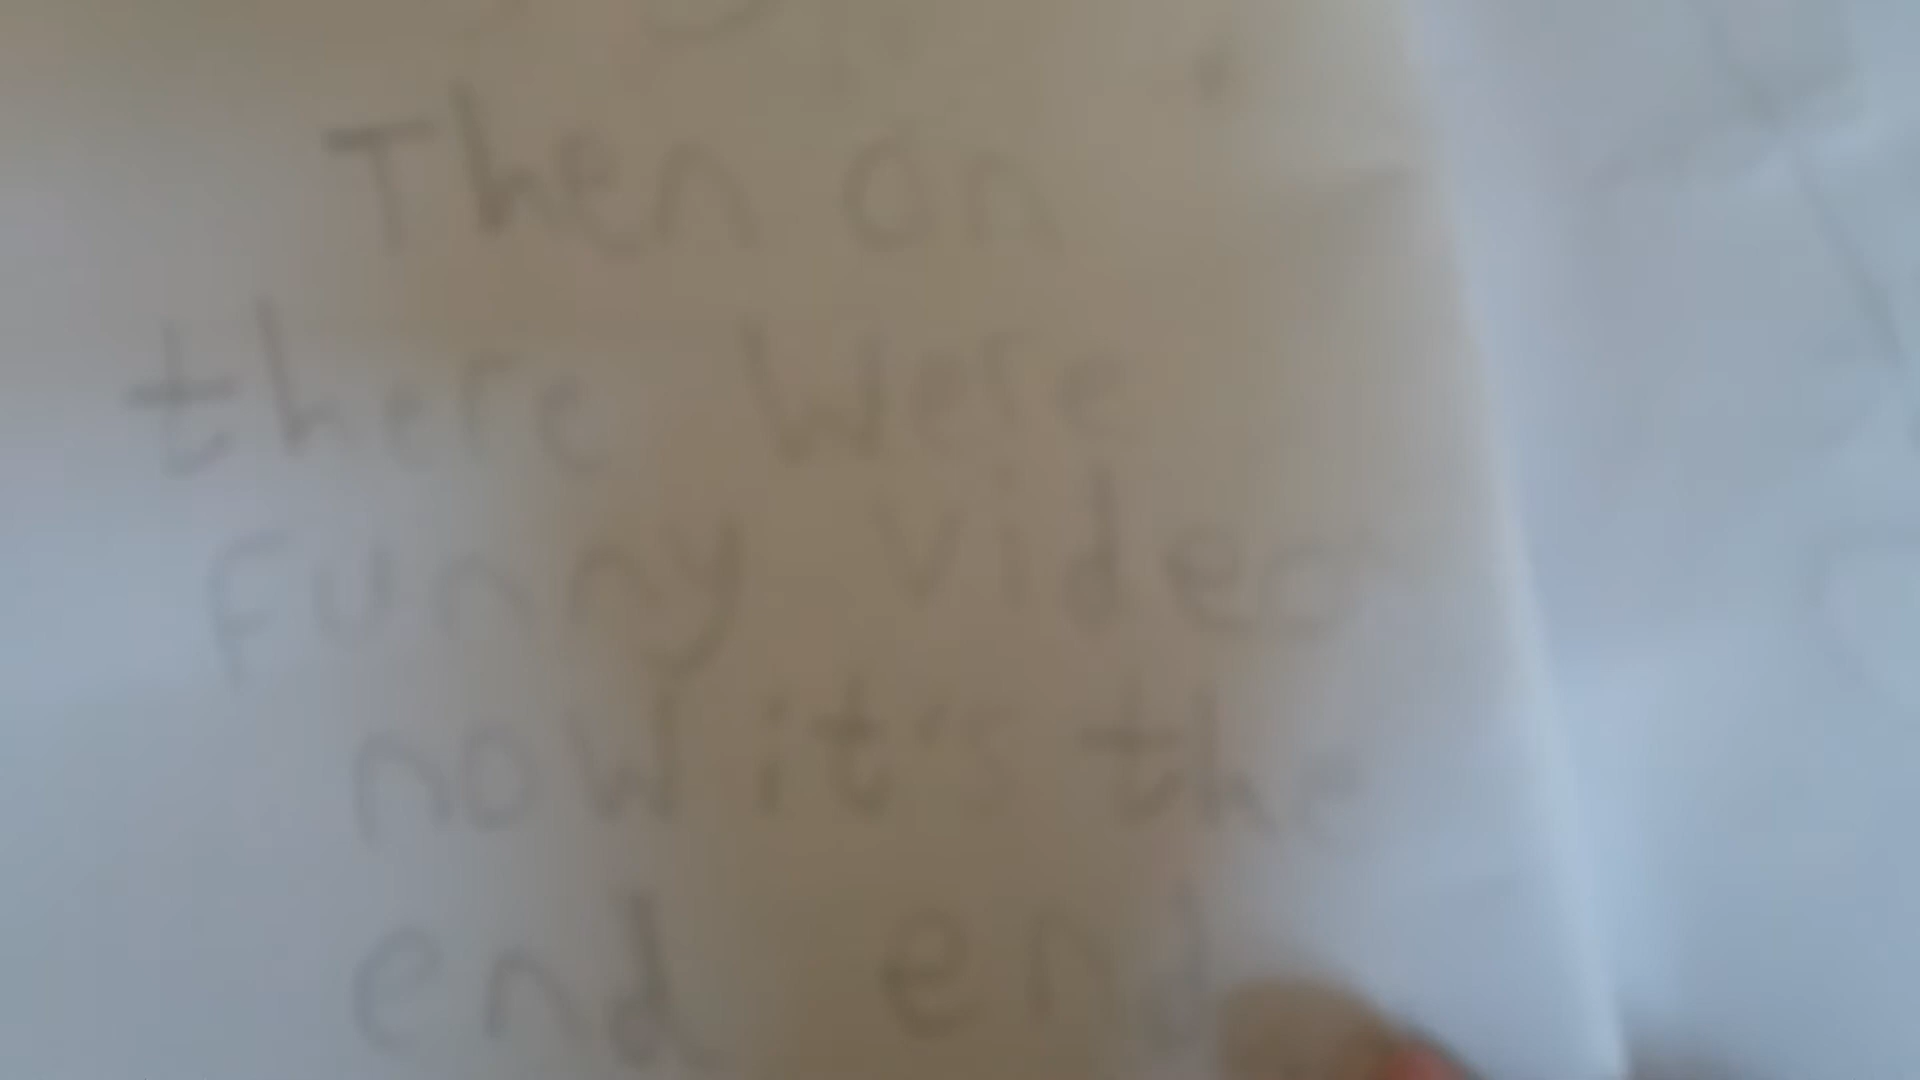 Then on
there Were
Funny video
now it's the
end end